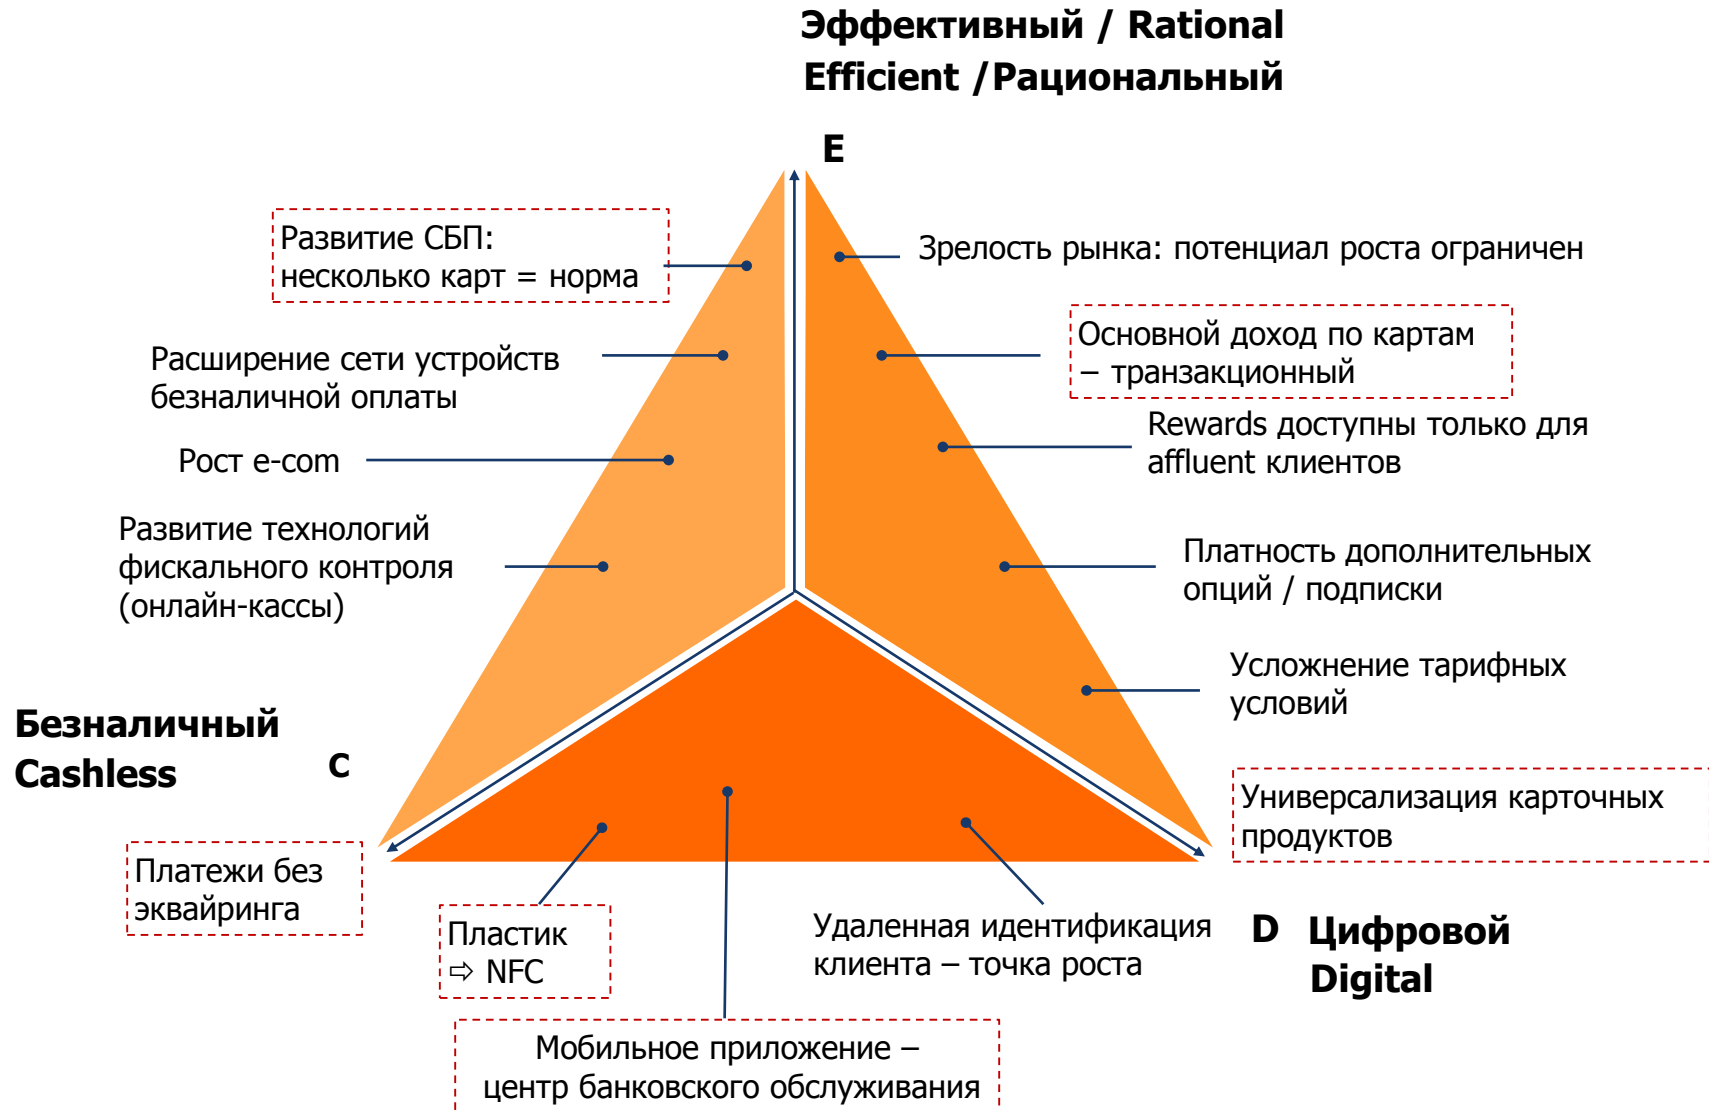 Эффективный / Rational
Efficient /Рациональный
E
Развитие СБП:
несколько карт = норма
Зрелость рынка: потенциал роста ограничен
Основной доход по картам
– транзакционный
Расширение сети устройств
безналичной оплаты
Rewards доступны только для
affluent клиентов
Рост e-com
Развитие технологий
фискального контроля
(онлайн-кассы)
Платность дополнительных
опций / подписки
Усложнение тарифных
условий
Безналичный
Cashless
C
Универсализация карточных
продуктов
Платежи без
эквайринга
Пластик
⇨ NFC
Удаленная идентификация
клиента – точка роста
D
Цифровой
Digital
Мобильное приложение –
центр банковского обслуживания